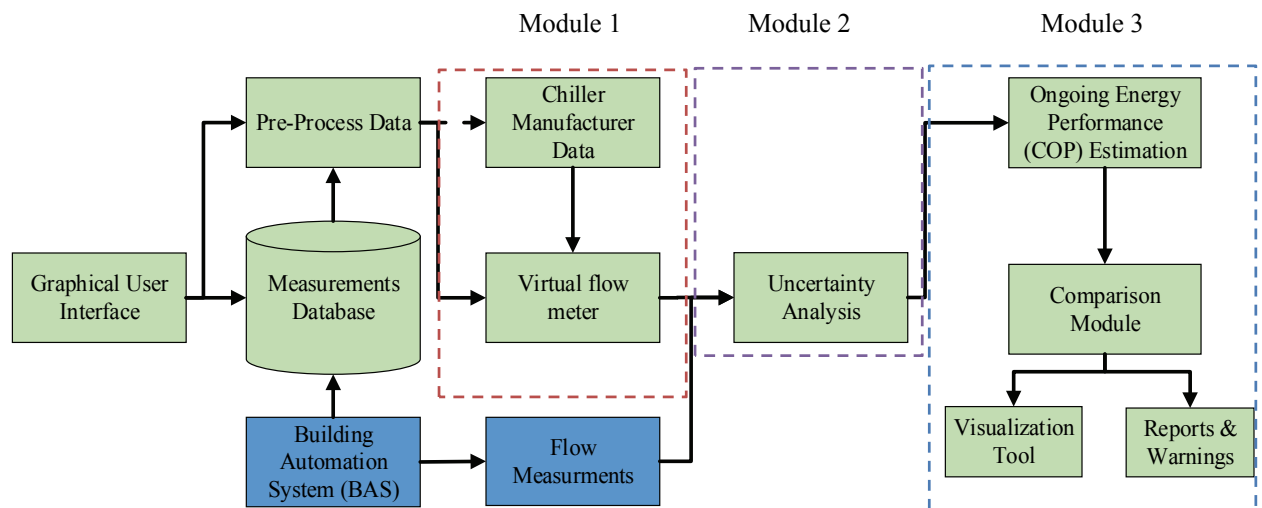 Module 1
Module 2
Module 3
Pre-Process Data
Chiller
Manufacturer
Data
Ongoing Energy
Performance
(COP) Estimation
Graphical User
Interface
Measurements
Database
Virtual flow
meter
Uncertainty
Analysis
Comparison
Module
Building
Automation
System (BAS)
Flow
Measurments
Visualization
Tool
Reports &
Warnings